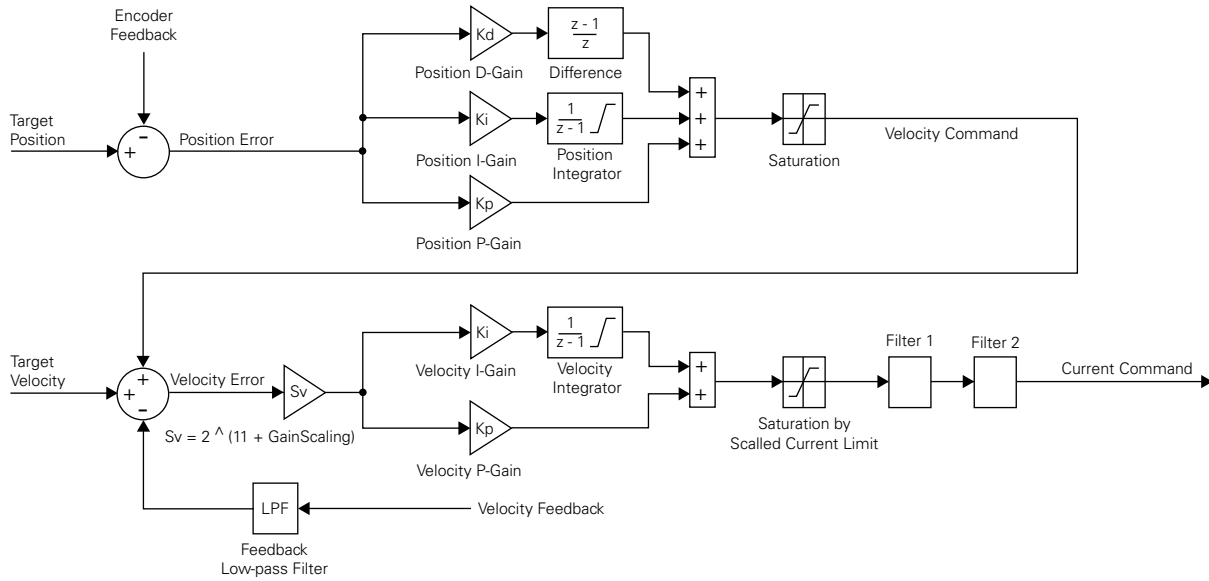 Encoder
Feedback
Target
Position
-
+
Position Error
Kd
Position D-Gain
z - 1
z
Difference
Ki
Position I-Gain
1
z - 1
Position
Integrator
Kp
Position P-Gain
+
+
+
Saturation
Velocity Command
Target
Velocity
+
+
-
Velocity Error
Sv
Sv = 2 ^ (11 + GainScaling)
Ki
Velocity I-Gain
1
z - 1
Velocity
Integrator
Kp
Velocity P-Gain
+
+
Saturation by
Scalled Current Limit
Filter 1
Filter 2
Current Command
LPF
Feedback
Low-pass Filter
Velocity Feedback